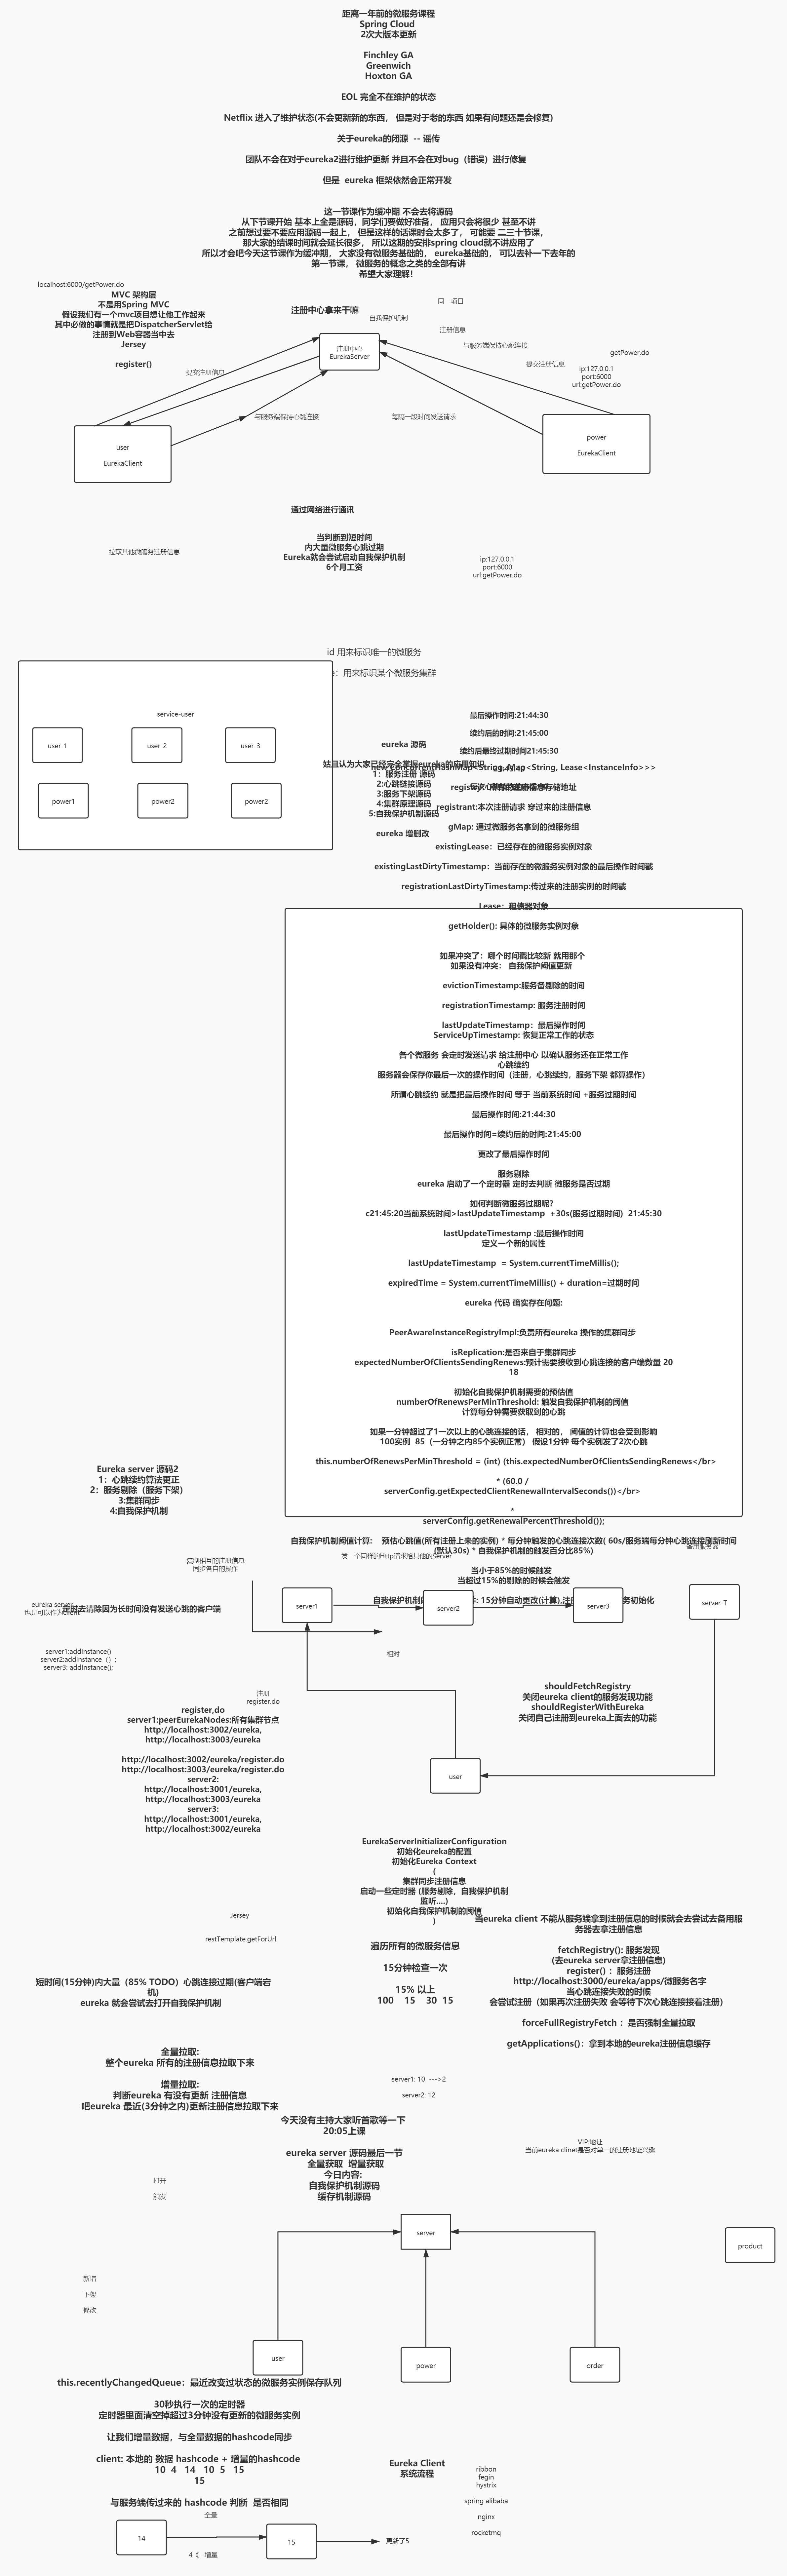 距离一年前的微服务课程
Spring Cloud
2次大版本更新
Finchley GA
Greenwich
Hoxton GA
EOL 完全不在维护的状态
Netflix 进入了维护状态(不会更新新的东西， 但是对于老的东西 如果有问题还是会修复)
关于eureka的闭源  -- 谣传
团队不会在对于eureka2进行维护更新 并且不会在对bug（错误）进行修复
但是  eureka 框架依然会正常开发
这一节课作为缓冲期 不会去将源码
从下节课开始 基本上全是源码，同学们要做好准备， 应用只会将很少 甚至不讲
之前想过要不要应用源码一起上， 但是这样的话课时会太多了， 可能要 二三十节课，
那大家的结课时间就会延长很多， 所以这期的安排spring cloud就不讲应用了
所以才会吧今天这节课作为缓冲期， 大家没有微服务基础的， eureka基础的， 可以去补一下去年的
第一节课， 微服务的概念之类的全部有讲
希望大家理解！
localhost:6000/getPower.do
MVC 架构层
不是用Spring MVC
假设我们有一个mvc项目想让他工作起来
其中必做的事情就是把DispatcherServlet给
注册到Web容器当中去
Jersey
register()
注册中心拿来干嘛
同一项目
自我保护机制
注册信息
注册中心
EurekaServer
与服务端保持心跳连接
getPower.do
提交注册信息
提交注册信息
ip:127.0.0.1
port:6000
url:getPower.do
与服务端保持心跳连接
每隔一段时间发送请求
user
EurekaClient
power
EurekaClient
通过网络进行通讯
当判断到短时间
内大量微服务心跳过期
Eureka就会尝试启动自我保护机制
6个月工资
拉取其他微服务注册信息
ip:127.0.0.1
port:6000
url:getPower.do
id 用来标识唯一的微服务
：用来标识某个微服务集群
service-user
user-1
user-2
user-3
power1
power2
power2
最后操作时间:21:44:30
续约后的时间:21:45:00
续约后最终过期时间21:45:30
eureka 源码
姑且认为大家已经完全掌握eureka的应用知识
1：服务注册 源码
2:心跳链接源码
3:服务下架源码
4:集群原理源码
5:自我保护机制源码
eureka 增删改
new ConcurrentHashMap<String, Map<String, Lease<InstanceInfo>>>
registrant:本次注册请求 穿过来的注册信息
gMap: 通过微服务名拿到的微服务组
existingLease：已经存在的微服务实例对象
existingLastDirtyTimestamp：当前存在的微服务实例对象的最后操作时间戳
registrationLastDirtyTimestamp:传过来的注册实例的时间戳
Lease：租债器对象
getHolder(): 具体的微服务实例对象
如果冲突了：哪个时间戳比较新 就用那个
如果没有冲突： 自我保护阈值更新
evictionTimestamp:服务备剔除的时间
registrationTimestamp: 服务注册时间
lastUpdateTimestamp：最后操作时间
ServiceUpTimestamp: 恢复正常工作的状态
各个微服务 会定时发送请求 给注册中心 以确认服务还在正常工作
心跳续约
服务器会保存你最后一次的操作时间（注册，心跳续约，服务下架 都算操作）
所谓心跳续约 就是把最后操作时间 等于 当前系统时间 +服务过期时间
最后操作时间:21:44:30
最后操作时间=续约后的时间:21:45:00
更改了最后操作时间
服务剔除
eureka 启动了一个定时器 定时去判断 微服务是否过期
如何判断微服务过期呢?
c21:45:20当前系统时间>lastUpdateTimestamp  +30s(服务过期时间)  21:45:30
lastUpdateTimestamp :最后操作时间
定义一个新的属性
lastUpdateTimestamp  = System.currentTimeMillis();
expiredTime = System.currentTimeMillis() + duration=过期时间
eureka 代码 确实存在问题:
PeerAwareInstanceRegistryImpl:负责所有eureka 操作的集群同步
isReplication:是否来自于集群同步
expectedNumberOfClientsSendingRenews:预计需要接收到心跳连接的客户端数量 20
18
初始化自我保护机制需要的预估值
numberOfRenewsPerMinThreshold: 触发自我保护机制的阈值
计算每分钟需要获取到的心跳
如果一分钟超过了1一次以上的心跳连接的话， 相对的， 阈值的计算也会受到影响
100实例  85（一分钟之内85个实例正常） 假设1分钟 每个实例发了2次心跳
this.numberOfRenewsPerMinThreshold = (int) (this.expectedNumberOfClientsSendingRenews</br>
* (60.0 /
serverConfig.getExpectedClientRenewalIntervalSeconds())</br>
*
serverConfig.getRenewalPercentThreshold());
自我保护机制阈值计算:    预估心跳值(所有注册上来的实例) * 每分钟触发的心跳连接次数( 60s/服务端每分钟心跳连接刷新时间
(默认30s) * 自我保护机制的触发百分比85%)
当小于85%的时候触发
当超过15%的剔除的时候会触发
Eureka server 源码2
1：心跳续约算法更正
2：服务剔除（服务下架）
3:集群同步
4:自我保护机制
发一个同样的Http请求给其他的Server
备用服务器
复制相互的注册信息
同步各自的操作
定时去清除因为长时间没有发送心跳的客户端
server1
server2
server3
server-T
相对
server1:addInstance()
server2:addInstance（）;
server3: addInstance();
注册
register.do
register,do
server1:peerEurekaNodes:所有集群节点
http://localhost:3002/eureka,
http://localhost:3003/eureka
http://localhost:3002/eureka/register.do
http://localhost:3003/eureka/register.do
server2:
http://localhost:3001/eureka,
http://localhost:3003/eureka
server3:
http://localhost:3001/eureka,
http://localhost:3002/eureka
shouldFetchRegistry
关闭eureka client的服务发现功能
shouldRegisterWithEureka
关闭自己注册到eureka上面去的功能
user
EurekaServerInitializerConfiguration
初始化eureka的配置
初始化Eureka Context
(
集群同步注册信息
启动一些定时器 (服务剔除，自我保护机制
监听....)
初始化自我保护机制的阈值
)
Jersey
restTemplate.getForUrl
遍历所有的微服务信息
15分钟检查一次
15% 以上
100    15    30  15
当eureka client 不能从服务端拿到注册信息的时候就会去尝试去备用服
务器去拿注册信息
fetchRegistry(): 服务发现
(去eureka server拿注册信息)
register() ：服务注册
http://localhost:3000/eureka/apps/微服务名字
当心跳连接失败的时候
会尝试注册（如果再次注册失败 会等待下次心跳连接接着注册）
forceFullRegistryFetch ：是否强制全量拉取
getApplications()：拿到本地的eureka注册信息缓存
短时间(15分钟)内大量（85% TODO）心跳连接过期(客户端宕
机)
eureka 就会尝试去打开自我保护机制
全量拉取:
整个eureka 所有的注册信息拉取下来
增量拉取:
判断eureka 有没有更新 注册信息
吧eureka 最近(3分钟之内)更新注册信息拉取下来
server1: 10  --->2
server2: 12
今天没有主持大家听首歌等一下
20:05上课
eureka server 源码最后一节
全量获取  增量获取
今日内容:
自我保护机制源码
缓存机制源码
VIP:地址
当前eureka clinet是否对单一的注册地址兴趣
打开
触发
server
product
新增
下架
修改
user
power
order
this.recentlyChangedQueue：最近改变过状态的微服务实例保存队列
30秒执行一次的定时器
定时器里面清空掉超过3分钟没有更新的微服务实例
让我们增量数据，与全量数据的hashcode同步
client: 本地的 数据 hashcode + 增量的hashcode
10  4   14   10  5   15
15
与服务端传过来的 hashcode 判断  是否相同
Eureka Client
系统流程
ribbon
fegin
hystrix
spring alibaba
nginx
rocketmq
全量
14
15
更新了5
4《--增量